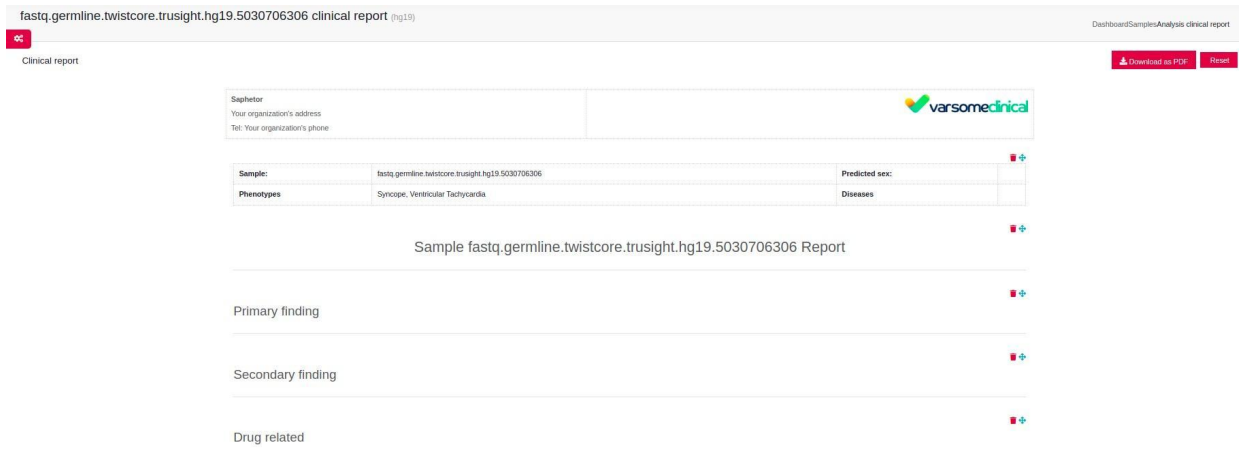 fastq.germline.twistcore.trusight.hg19.5030706306 clinical report (hg19)
DashboardSamplesAnalysis clinical report
Clinical report
Download as PDF
Reset
Saphetor
Your organization's address
Tel: Your organization's phone
varsomeclinical
Sample: fastq.germline.twistcore.trusight.hg19.5030706306 Predicted sex:
Phenotypes Syncope, Ventricular Tachycardia Diseases
Sample fastq.germline.twistcore.trusight.hg19.5030706306 Report
Primary finding
Secondary finding
Drug related